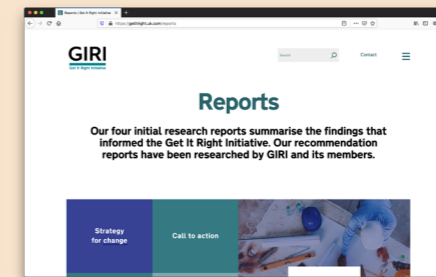 Reports | Get It Right Initiative
https://getitright.uk.com/reports
GIRI
Get It Right Initiative
Search
Contact
Reports
Our four initial research reports summarise the findings that
informed the Get It Right Initiative. Our recommendation
reports have been researched by GIRI and its members.
Strategy
for change
Call to action